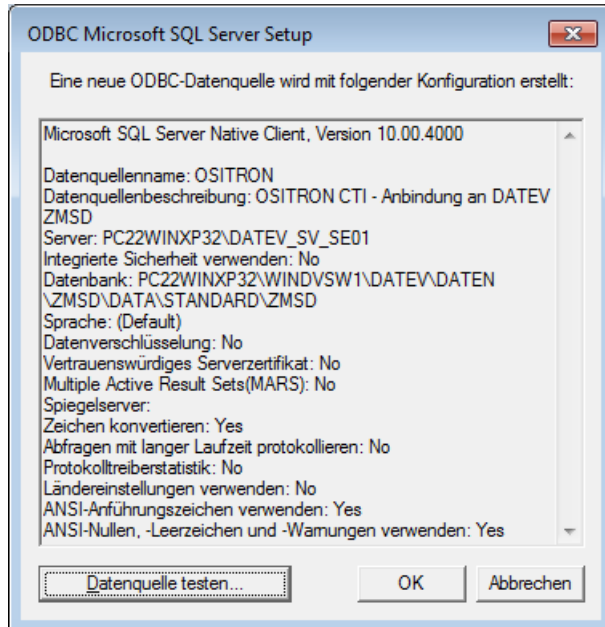 ODBC Microsoft SQL Server Setup
Eine neue ODBC-Datenquelle wird mit folgender Konfiguration erstellt:
Microsoft SQL Server Native Client, Version 10.00.4000
Datenquellenname: OSITRON
Datenquellenbeschreibung: OSITRON CTI - Anbindung an DATEV
ZMSD
Server: PC22WINXP32\DATEV_SV_SE01
Integrierte Sicherheit verwenden: No
Datenbank: PC22WINXP32\WINDVSW1\DATEV\DATEN
\ZMSD\DATA\STANDARD\ZMSD
Sprache: (Default)
Datenverschlüsselung: No
Vertrauenswürdiges Serverzertifikat: No
Multiple Active Result Sets(MARS): No
Spiegelserver:
Zeichen konvertieren: Yes
Abfragen mit langer Laufzeit protokollieren: No
Protokolltreiberstatistik: No
Ländereinstellungen verwenden: No
ANSI-Anführungszeichen verwenden: Yes
ANSI-Nullen, -Leerzeichen und -Warnungen verwenden: Yes
Datenquelle testen... OK Abbrechen